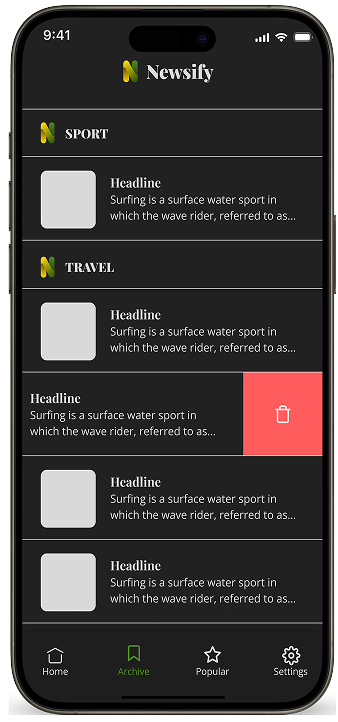 9:41
Newsify
SPORT
Headline
Surfing is a surface water sport in
which the wave rider, referred to as...
TRAVEL
Headline
Surfing is a surface water sport in
which the wave rider, referred to as...
Headline
Surfing is a surface water sport in
which the wave rider, referred to as...
Headline
Surfing is a surface water sport in
which the wave rider, referred to as...
Headline
Surfing is a surface water sport in
which the wave rider, referred to as...
Home Archive Popular Settings